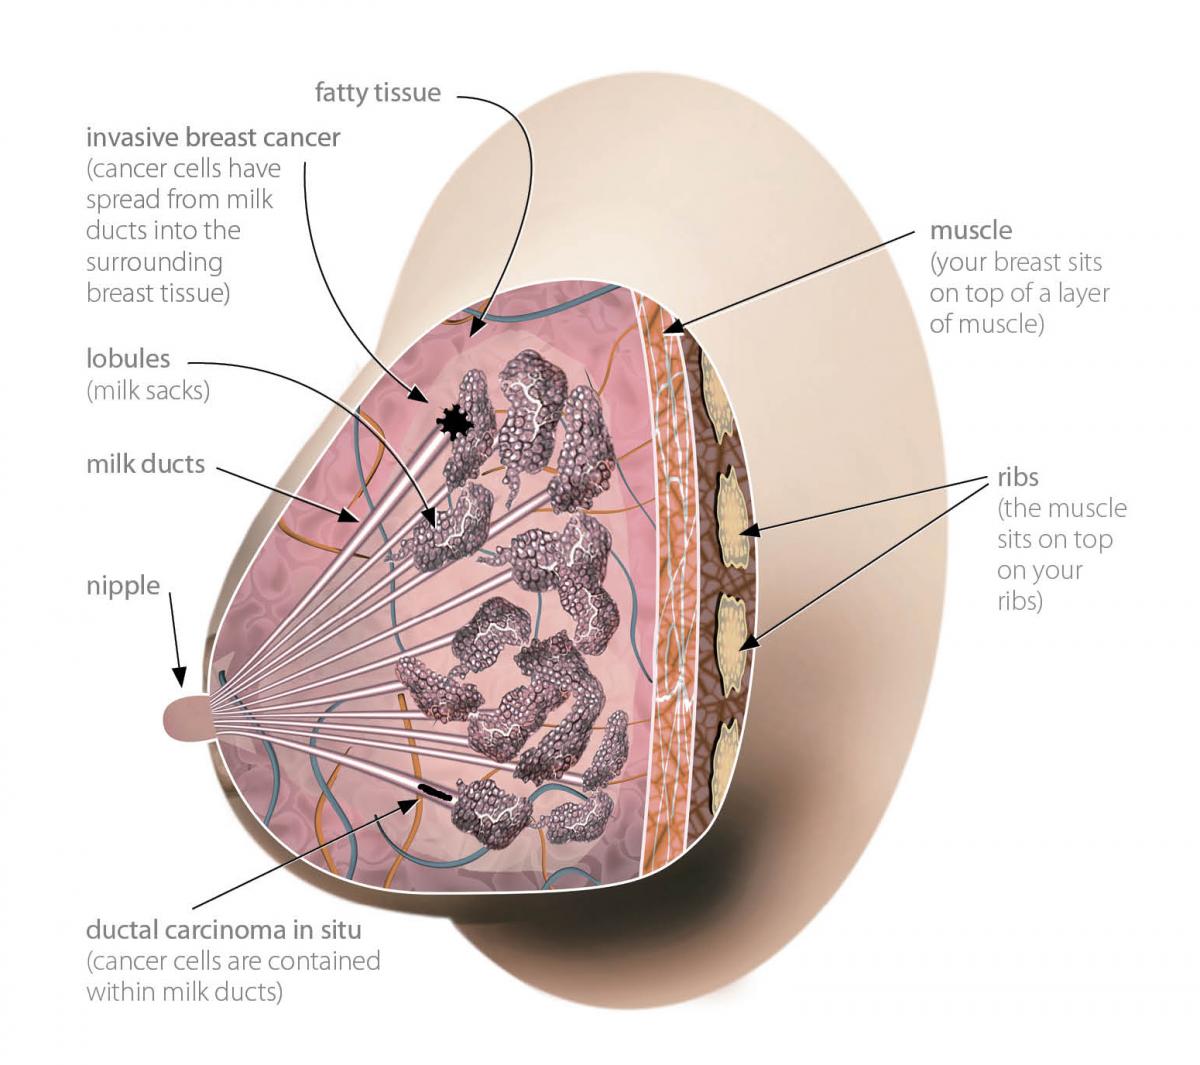 fatty tissue
invasive breast cancer
(cancer cells have
spread from milk
ducts into the
surrounding
breast tissue)
lobules
(milk sacks)
milk ducts
nipple
ductal carcinoma in situ
(cancer cells are contained
within milk ducts)
muscle
(your breast sits
on top of a layer
of muscle)
ribs
(the muscle
sits on top
on your
ribs)